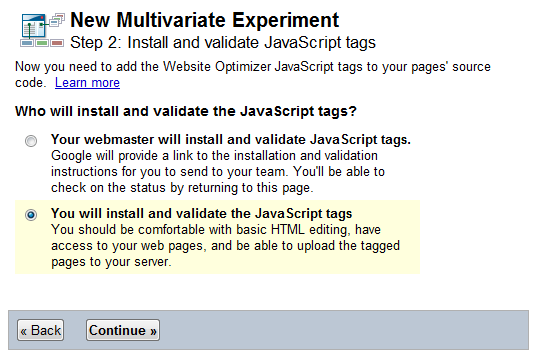 New Multivariate Experiment
Step 2: Install and validate JavaScript tags
Now you need to add the Website Optimizer JavaScript tags to your pages' source
code. Learn more
Who will install and validate the JavaScript tags?
Your webmaster will install and validate JavaScript tags.
Google will provide a link to the installation and validation
instructions for you to send to your team. You'll be able to
check on the status by returning to this page.
You will install and validate the JavaScript tags
You should be comfortable with basic HTML editing, have
access to your web pages, and be able to upload the tagged
pages to your server.
« Back Continue »